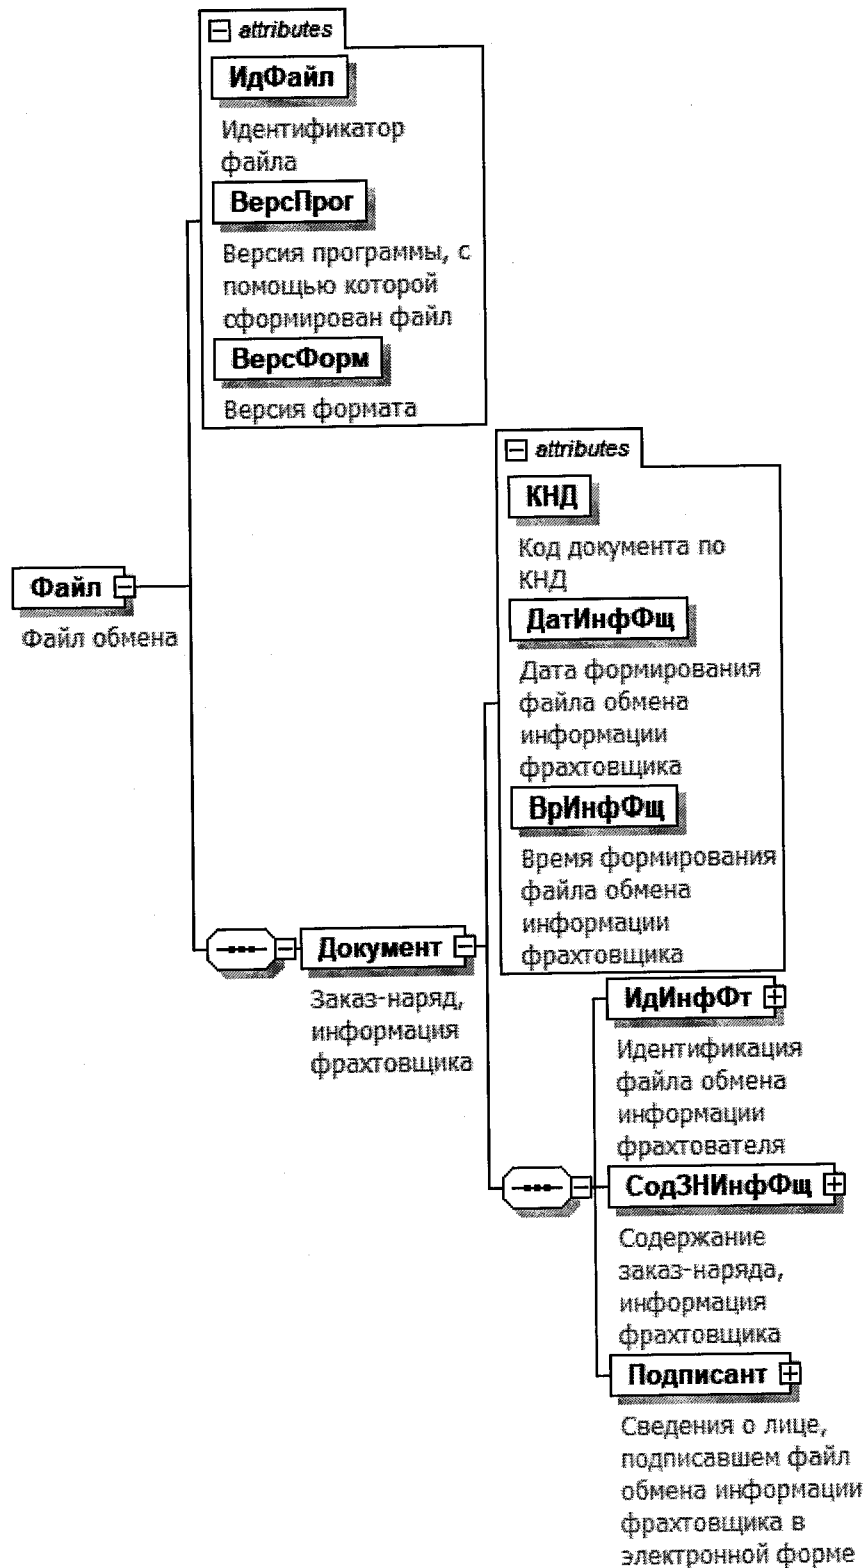 attributes
ИдФайл
Идентификатор
файла
ВерсПрог
Версия программы, с
помощью которой
сформирован файл
ВерсФорм
Версия формата
attributes
КНД
Код документа по
КНД
ДатИнфФщ
Дата формирования
файла обмена
информации
фрахтовщика
ВрИнфФщ
Время формирования
файла обмена
информации
фрахтовщика
Файл
Файл обмена
Документ
Заказ-наряд,
информация
фрахтовщика
ИдИнфФт
Идентификация
файла обмена
информации
фрахтователя
СодЗНИнфФщ
Содержание
заказ-наряда,
информация
фрахтовщика
Подписант
Сведения о лице,
подписавшем файл
обмена информации
фрахтовщика в
электронной форме